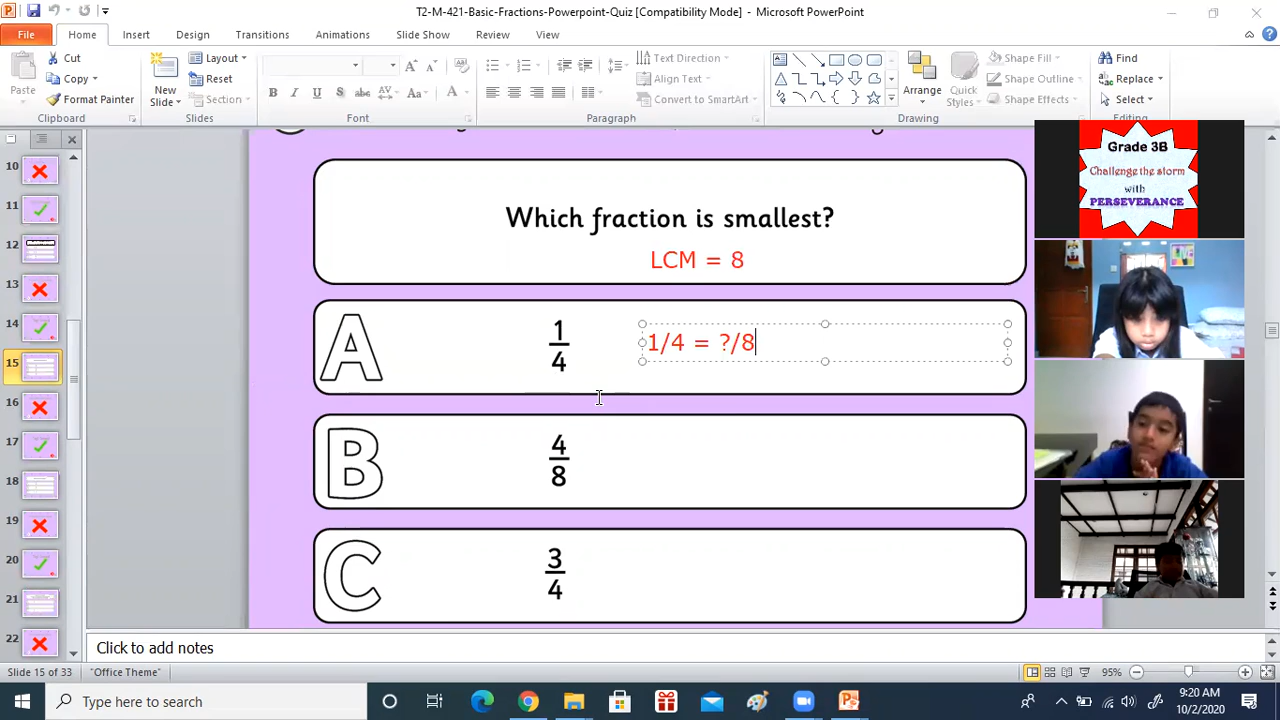 T2-M-421-Basic-Fractions-Powerpoint-Quiz [Compatibility Mode] - Microsoft PowerPoint
File Home Insert Design Transitions Animations Slide Show Review View
Paste
Cut
Copy
Format Painter
Clipboard
New Slide
Layout
Reset
Section
Slides
B I U S abc AV Aa A
Font
Text Direction
Align Text
Convert to SmartArt
Paragraph
Arrange
Quick Styles
Shape Fill
Shape Outline
Shape Effects
Drawing
Find
Replace
Select
Editing
10
11
12
13
14
15
16
17
18
19
20
21
22
Which fraction is smallest?
LCM = 8
A 1/4 1/4 = ?/8
B 4/8
C 3/4
Grade 3B
Challenge the storm
with
PERSEVERANCE
Click to add notes
Slide 15 of 33 "Office Theme" 95%
Type here to search
9:20 AM
10/2/2020